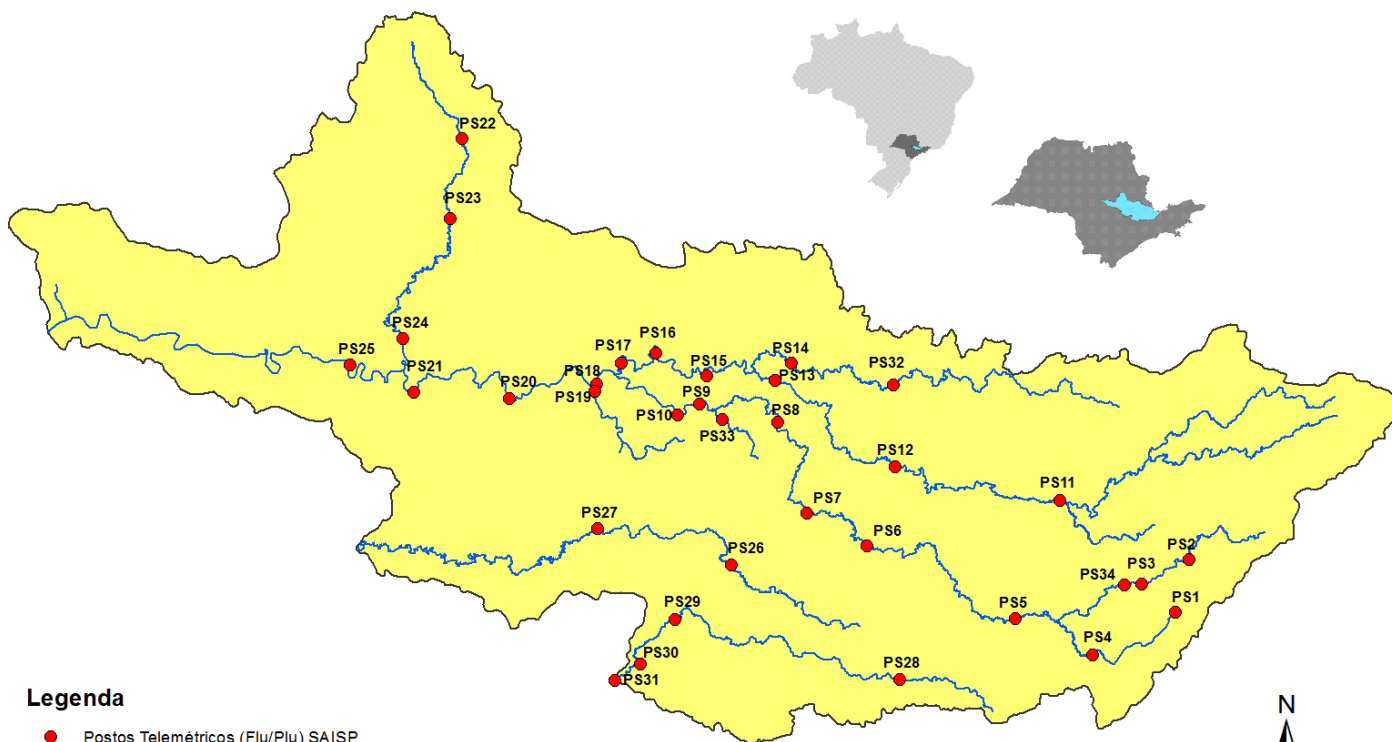 PS22
PS23
PS24
PS25
PS21
PS20
PS17
PS16
PS18
PS19
PS15
PS14
PS13
PS32
PS9
PS10
PS33
PS8
PS12
PS11
PS7
PS6
PS27
PS26
PS2
PS3
PS34
PS1
PS5
PS4
PS29
PS30
PS31
PS28
Legenda
N
Postos Telemétricos (Flu/Plu) SAISP